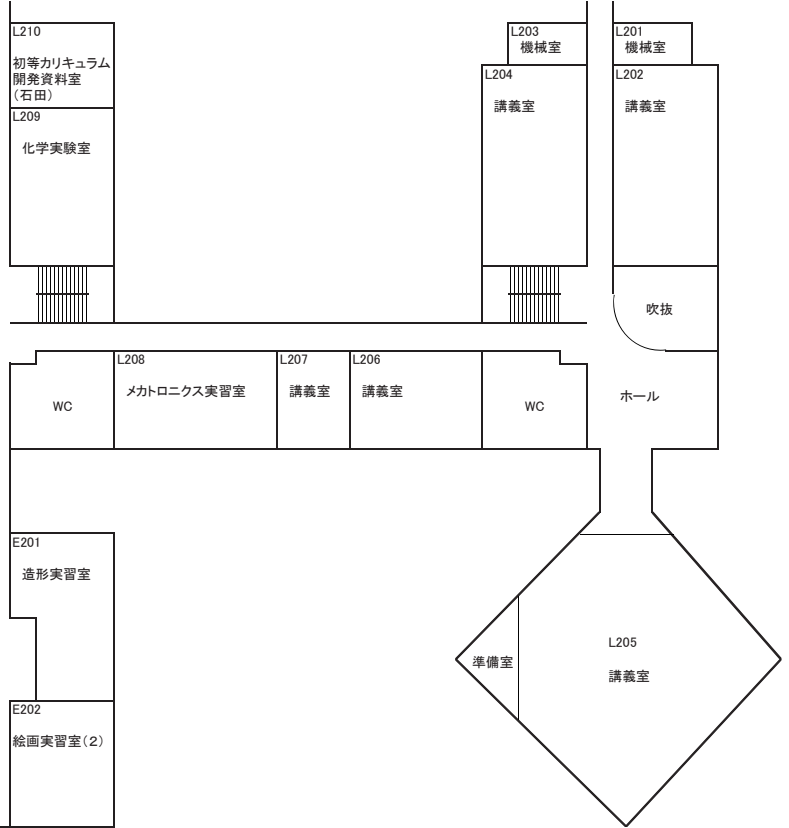 L210
初等カリキュラム
開発資料室
（石田）
L209
化学実験室
L203
機械室
L201
機械室
L204
講義室
L202
講義室
吹抜
L208
メカトロニクス実習室
L207
講義室
L206
講義室
WC
WC
ホール
E201
造形実習室
L205
講義室
準備室
E202
絵画実習室（２）